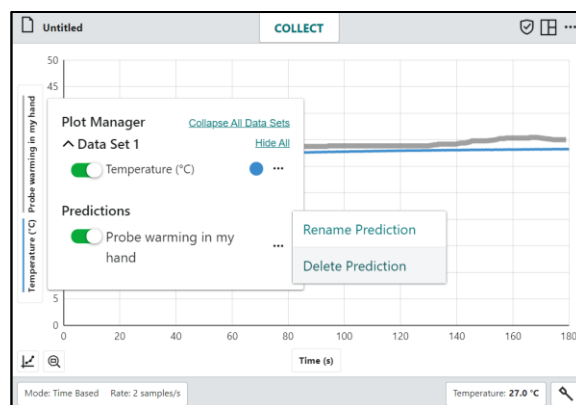 Untitled
COLLECT
50
45
Probe warming in my hand
Temperature (°C)
Plot Manager
Collapse All Data Sets
Data Set 1
Hide All
Temperature (°C)
Predictions
Probe warming in my
hand
Rename Prediction
Delete Prediction
5
0
0
20
40
60
80
100
120
140
160
180
Time (s)
Mode: Time Based Rate: 2 samples/s
Temperature: 27.0 °C